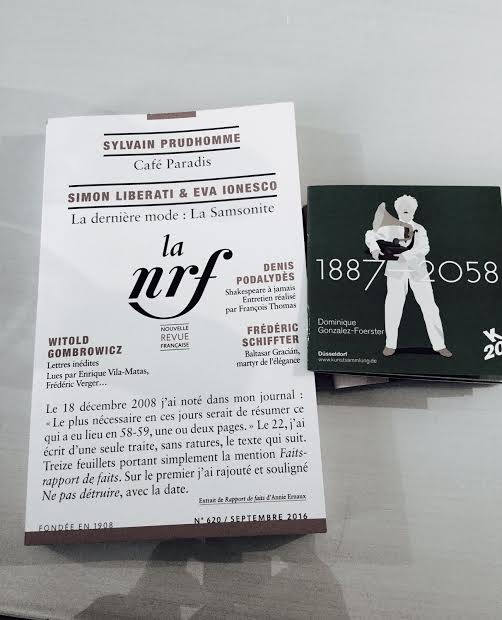 SYLVAIN PRUDHOMME
Café Paradis
SIMON LIBERATI & EVA IONESCO
La dernière mode : La Samsonite
la
nrf
NOUVELLE
REVUE
FRANÇAISE
DENIS
PODALYDÈS
Shakespeare à jamais
Entretien réalisé
par François Thomas
WITOLD
GOMBROWICZ
Lettres inédites
Lues par Enrique Vila-Matas,
Frédéric Verger…
FRÉDÉRIC
SCHIFFTER
Baltasar Gracián,
martyr de l'élégance
Le 18 décembre 2008 j'ai noté dans mon journal :
« Le plus nécessaire en ces jours serait de résumer ce
qui a eu lieu en 58-59, une ou deux pages. » Le 22, j'ai
écrit d'une seule traite, sans ratures, le texte qui suit.
Treize feuillets portant simplement la mention Faits-
rapport de faits. Sur le premier j'ai rajouté et souligné
Ne pas détruire, avec la date.
Extrait de Rapport de faits d'Annie Ernaux
FONDÉE EN 1908
N° 620 / SEPTEMBRE 2016
1887 – 2058
Dominique
Gonzalez-Foerster
Düsseldorf
www.kunstsammlung.de
20